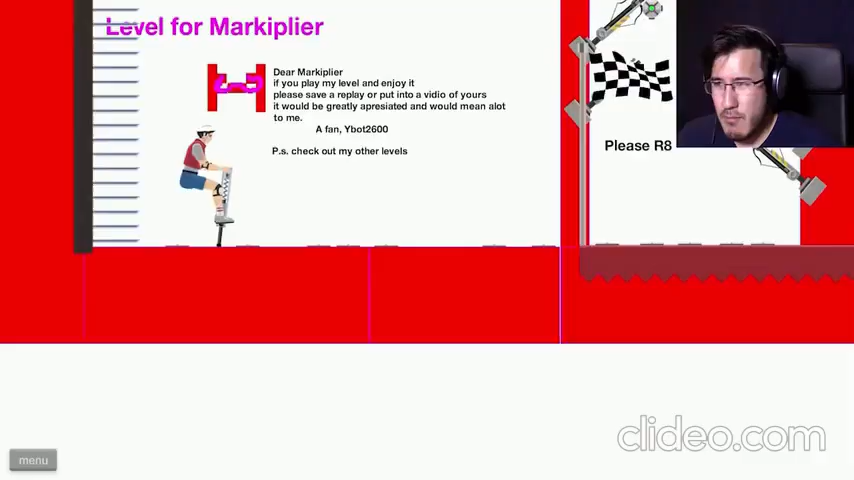 Level for Markiplier
Dear Markiplier
if you play my level and enjoy it
please save a replay or put into a vidio of yours
it would be greatly apresiated and would mean alot
to me.
A fan, Ybot2600
P.s. check out my other levels
Please R8
menu
clideo.com